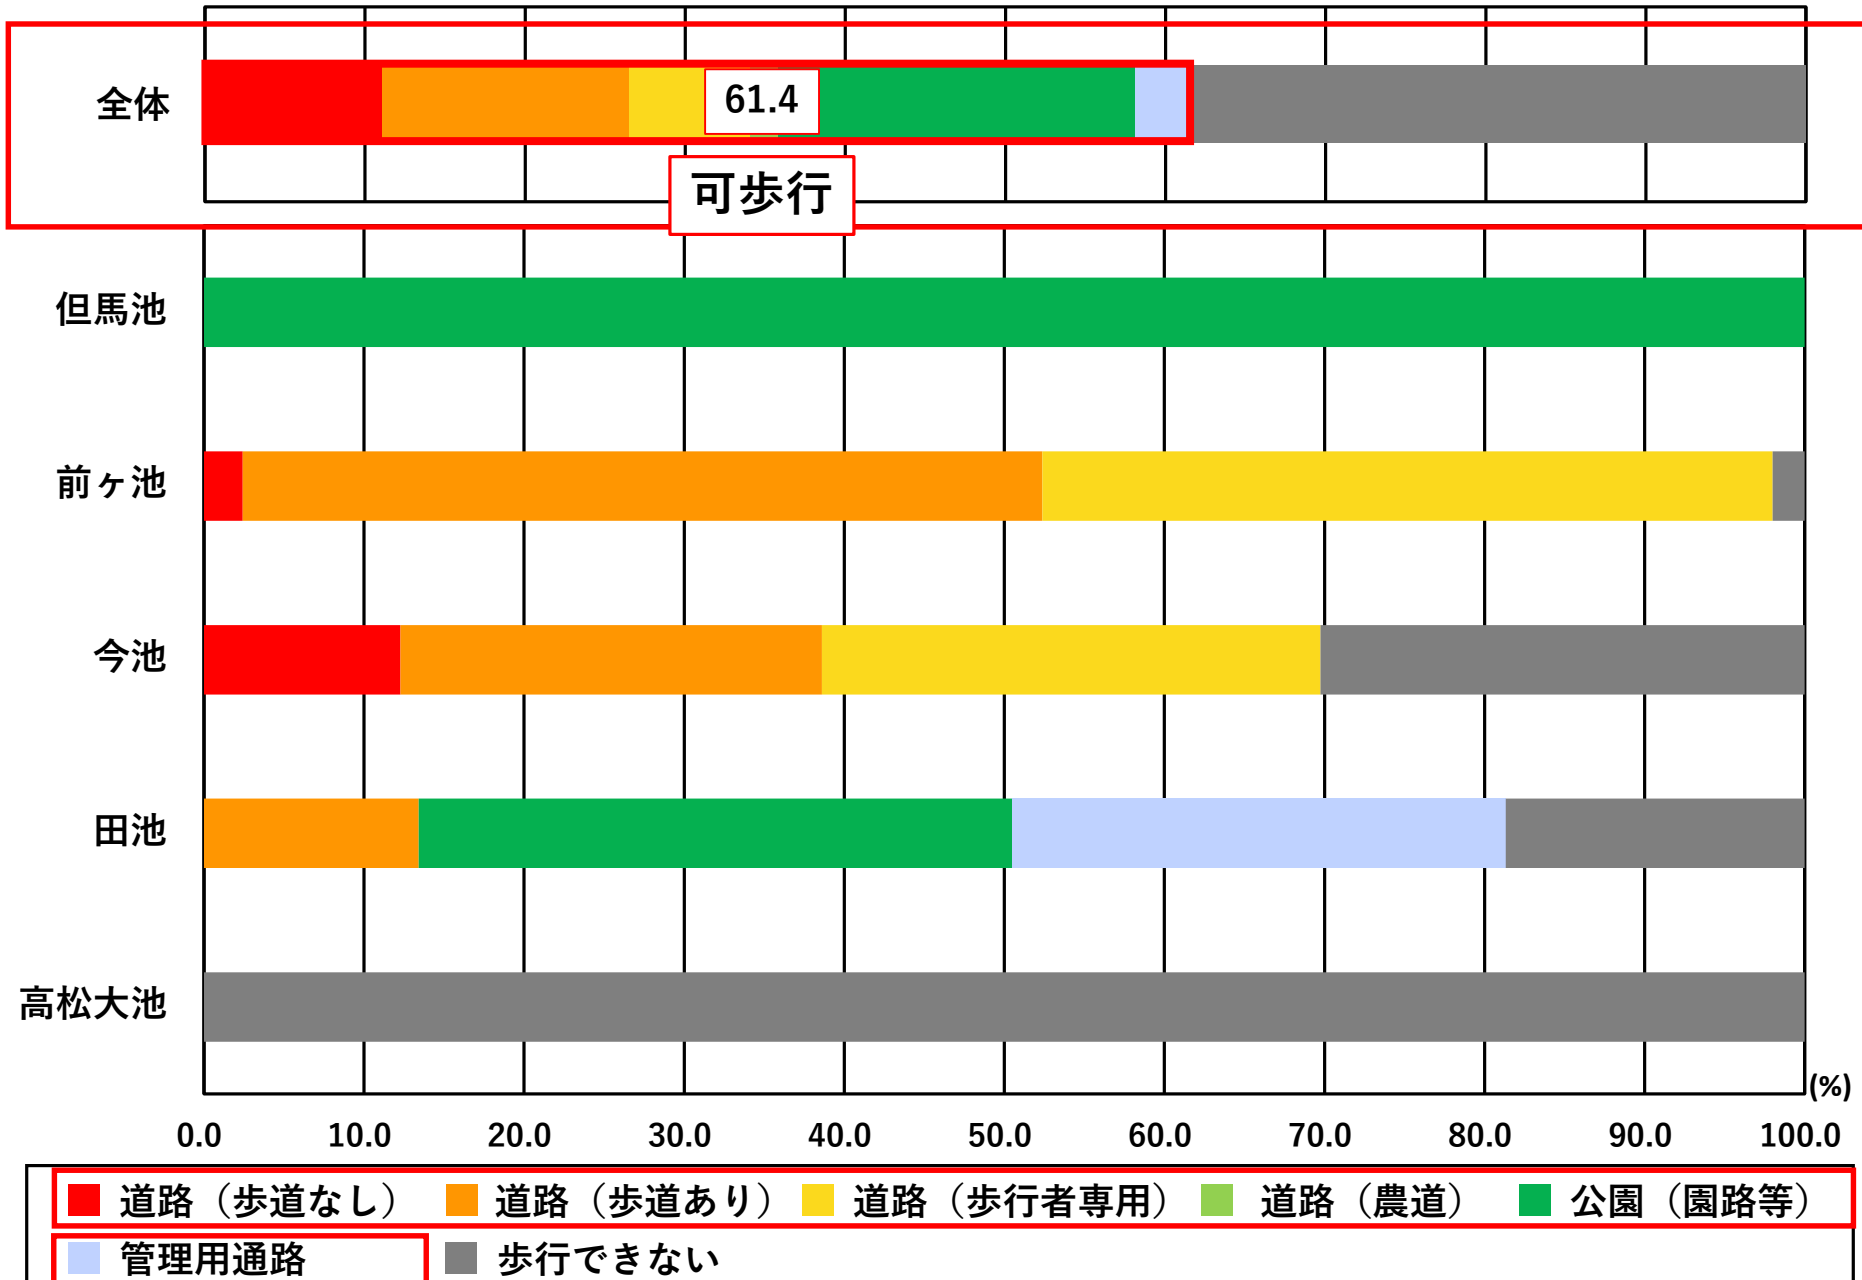 全体
61.4
可歩行
但馬池
前ヶ池
今池
田池
高松大池
(%)
0.0 10.0 20.0 30.0 40.0 50.0 60.0 70.0 80.0 90.0 100.0
道路（歩道なし） 道路（歩道あり） 道路（歩行者専用） 道路（農道） 公園（園路等）
管理用通路 歩行できない